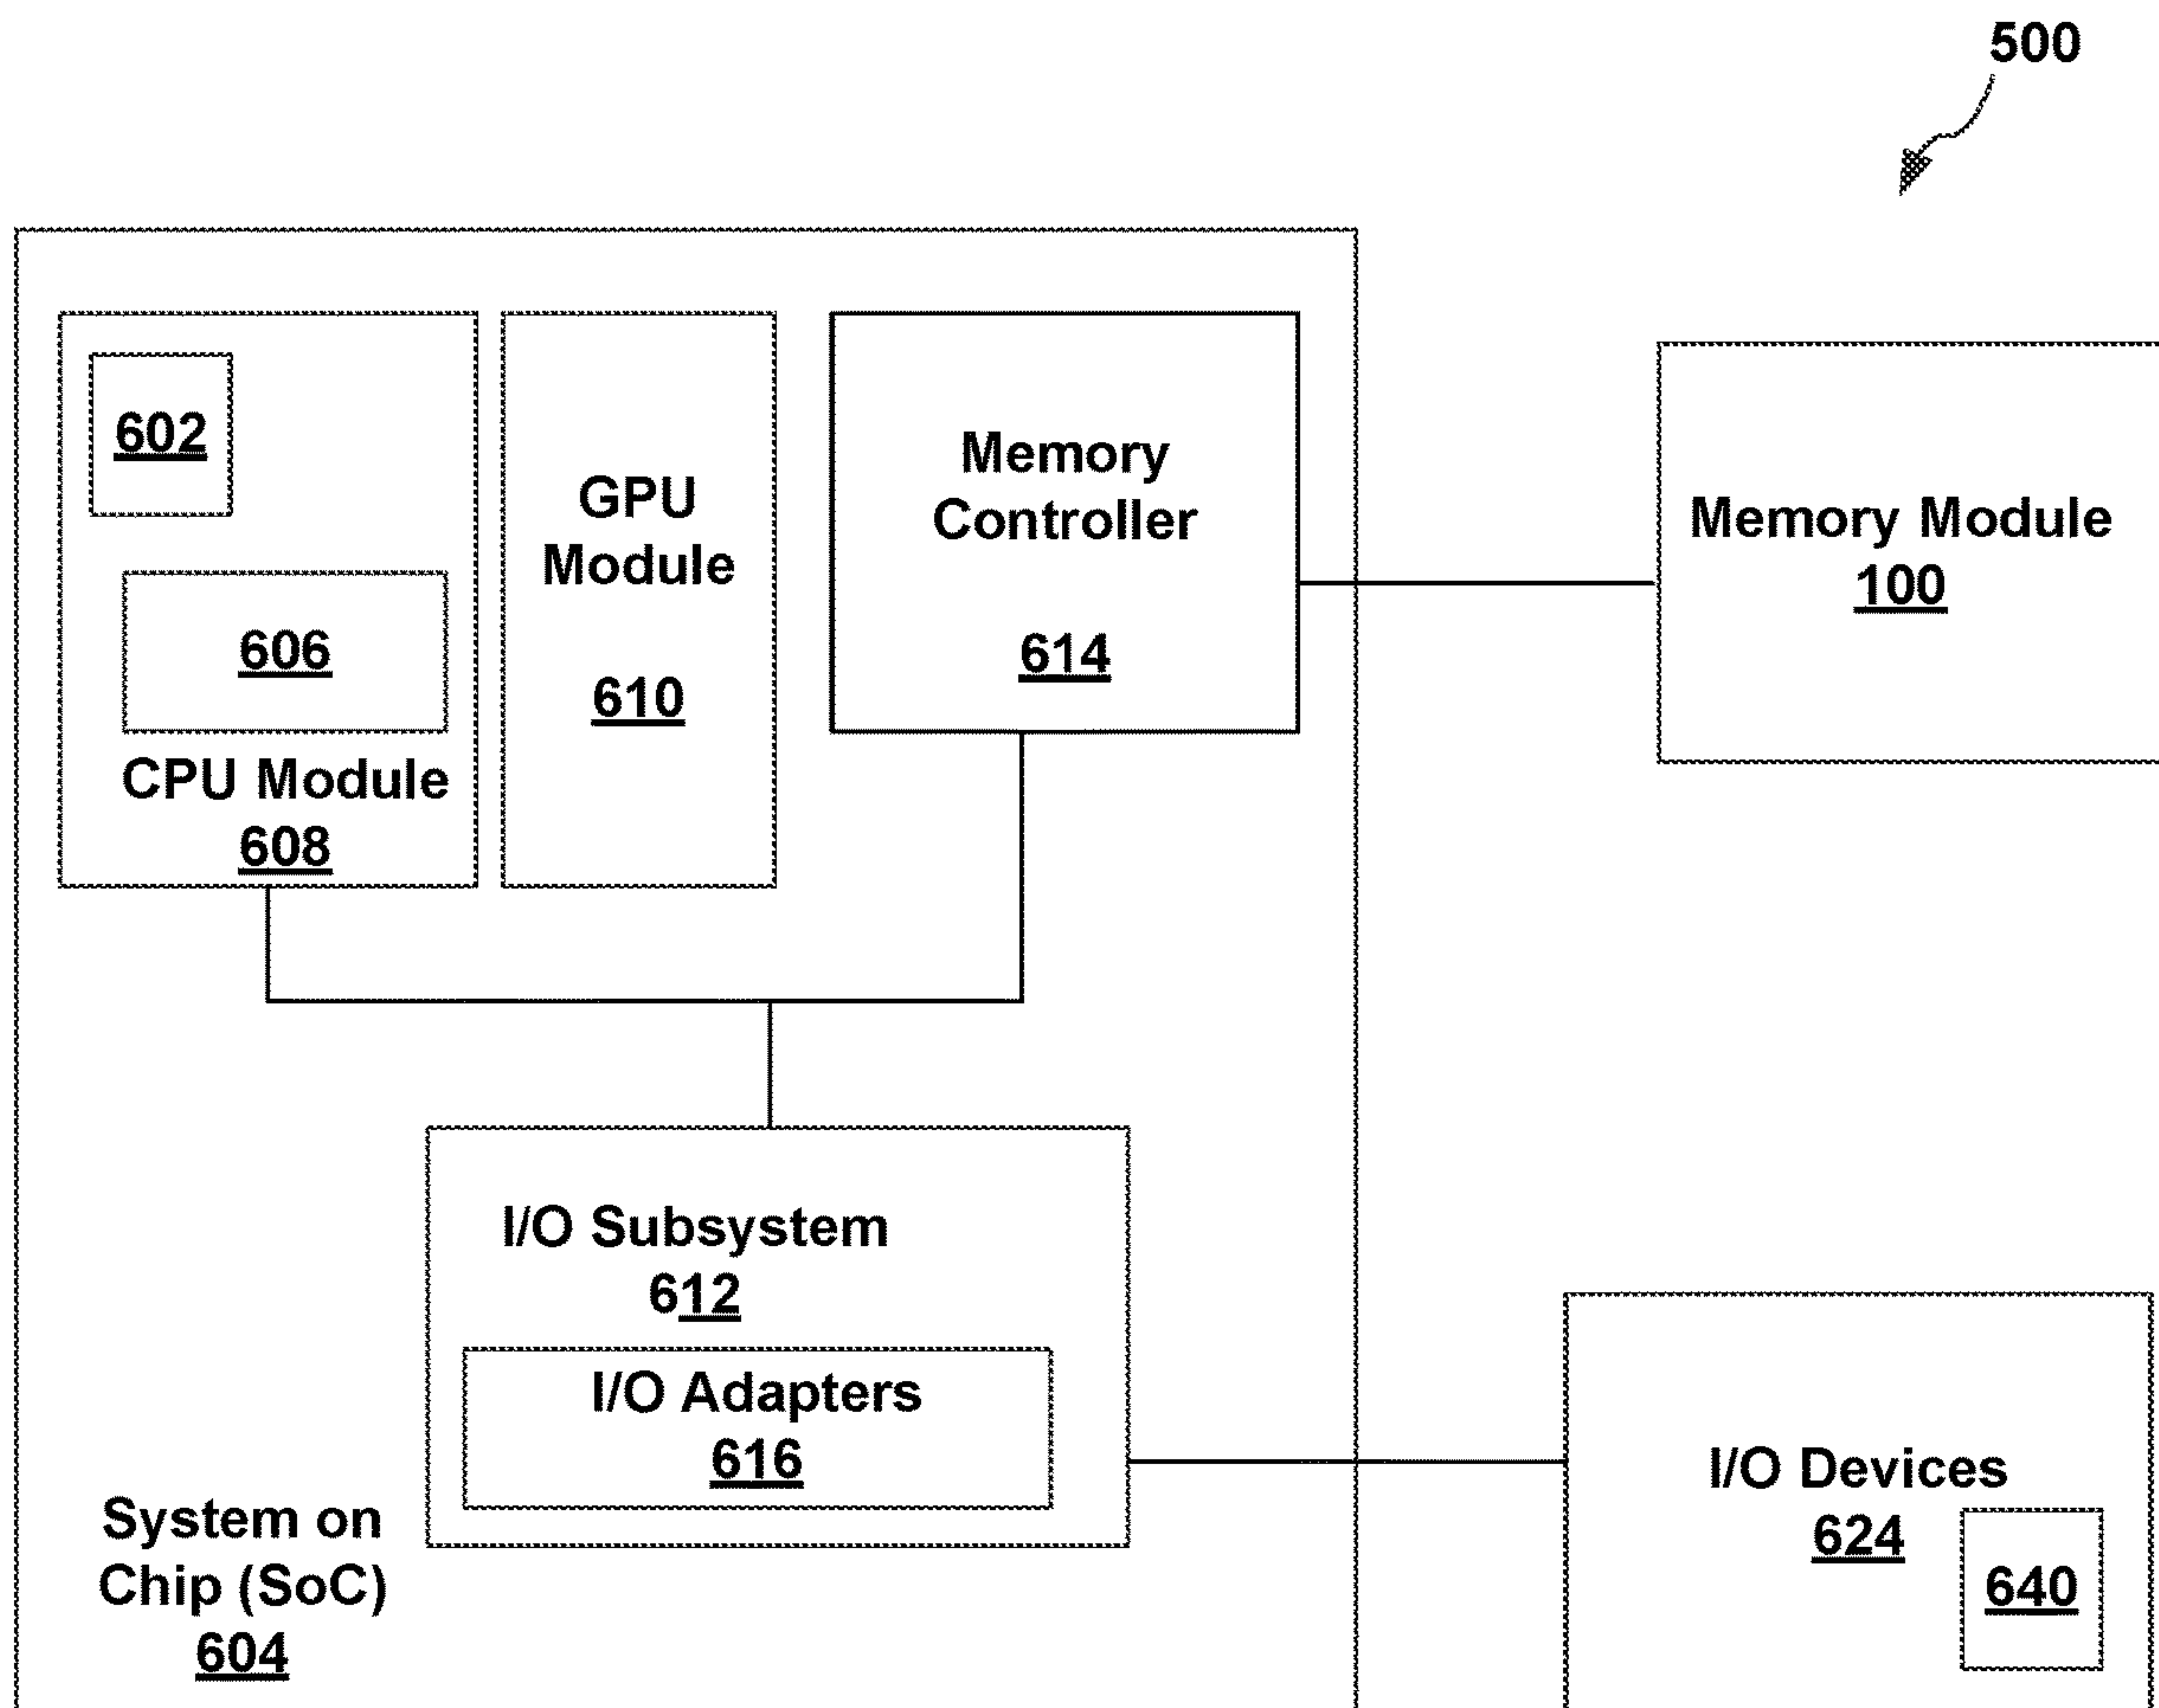 500
602
606
CPU Module
608
GPU
Module
610
Memory
Controller
614
Memory Module
100
I/O Subsystem
612
I/O Adapters
616
System on
Chip (SoC)
604
I/O Devices
624
640